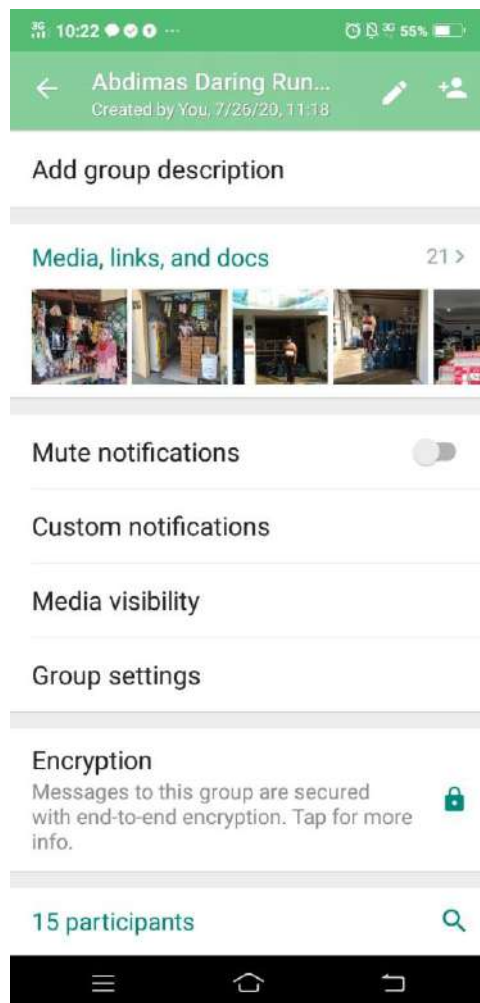 3G 10:22 ... 3G 55%
Abdimas Daring Run...
Created by You, 7/26/20, 11:18
Add group description
Media, links, and docs 21 >
Mute notifications
Custom notifications
Media visibility
Group settings
Encryption
Messages to this group are secured
with end-to-end encryption. Tap for more
info.
15 participants